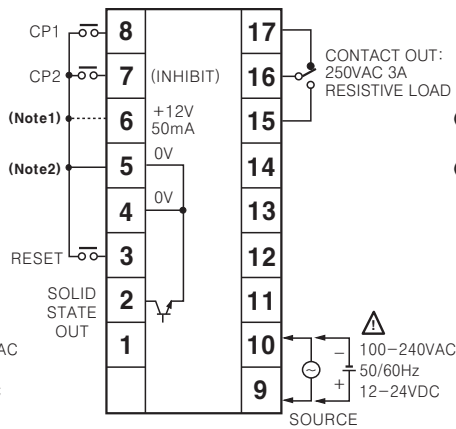 CP1
8
17
CP2
7
(INHIBIT)
16
CONTACT OUT:
250VAC 3A
RESISTIVE LOAD
(Note1)
6
+12V
50mA
15
(Note2)
5
0V
14
4
0V
13
RESET
3
12
SOLID
STATE
OUT
2
11
1
10
AC
−
100-240VAC
50/60Hz
12-24VDC
+
9
SOURCE